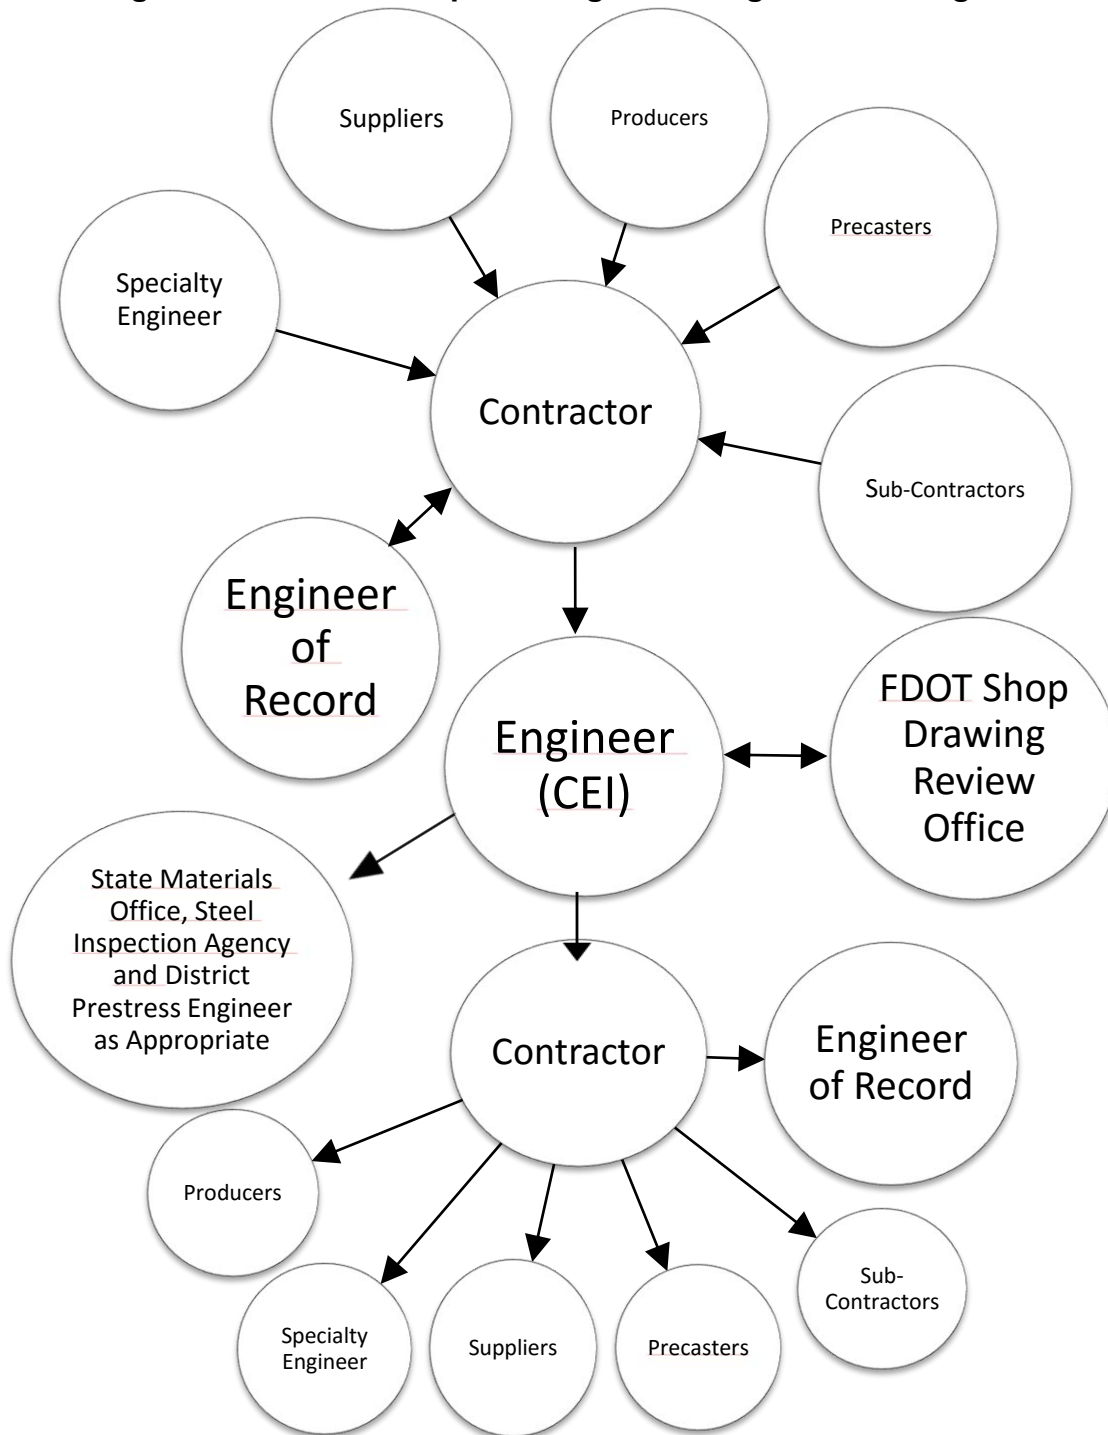 Suppliers
Producers
Precasters
Specialty
Engineer
Contractor
Sub-Contractors
Engineer
of
Record
FDOT Shop
Drawing
Review
Office
Engineer
(CEI)
State Materials
Office, Steel
Inspection Agency
and District
Prestress Engineer
as Appropriate
Contractor
Engineer
of Record
Producers
Sub-
Contractors
Specialty
Engineer
Suppliers
Precasters